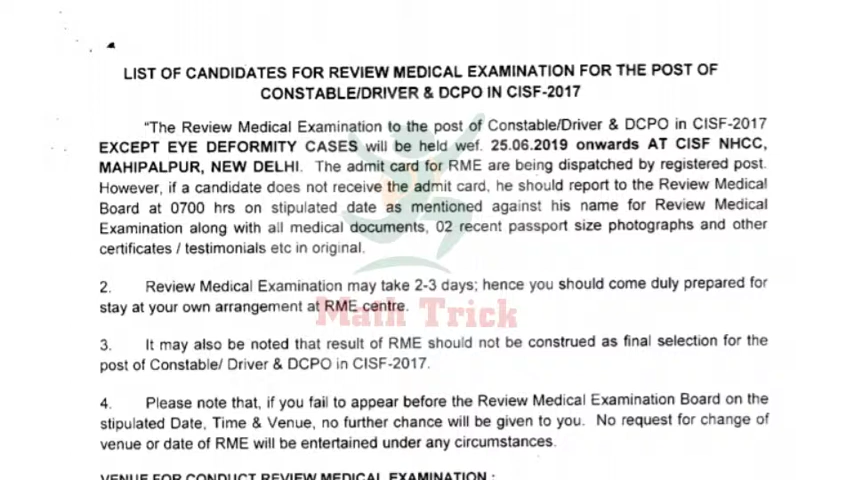 LIST OF CANDIDATES FOR REVIEW MEDICAL EXAMINATION FOR THE POST OF
CONSTABLE/DRIVER & DCPO IN CISF-2017
"The Review Medical Examination to the post of Constable/Driver & DCPO in CISF-2017
EXCEPT EYE DEFORMITY CASES will be held wef. 25.06.2019 onwards AT CISF NHCC,
MAHIPALPUR, NEW DELHI. The admit card for RME are being dispatched by registered post.
However, if a candidate does not receive the admit card, he should report to the Review Medical
Board at 0700 hrs on stipulated date as mentioned against his name for Review Medical
Examination along with all medical documents, 02 recent passport size photographs and other
certificates / testimonials etc in original.
2. Review Medical Examination may take 2-3 days; hence you should come duly prepared for
stay at your own arrangement at RME centre.
Math Trick
3. It may also be noted that result of RME should not be construed as final selection for the
post of Constable/ Driver & DCPO in CISF-2017.
4. Please note that, if you fail to appear before the Review Medical Examination Board on the
stipulated Date, Time & Venue, no further chance will be given to you. No request for change of
venue or date of RME will be entertained under any circumstances.
VENUE FOR CONDUCT REVIEW MEDICAL EXAMINATION :